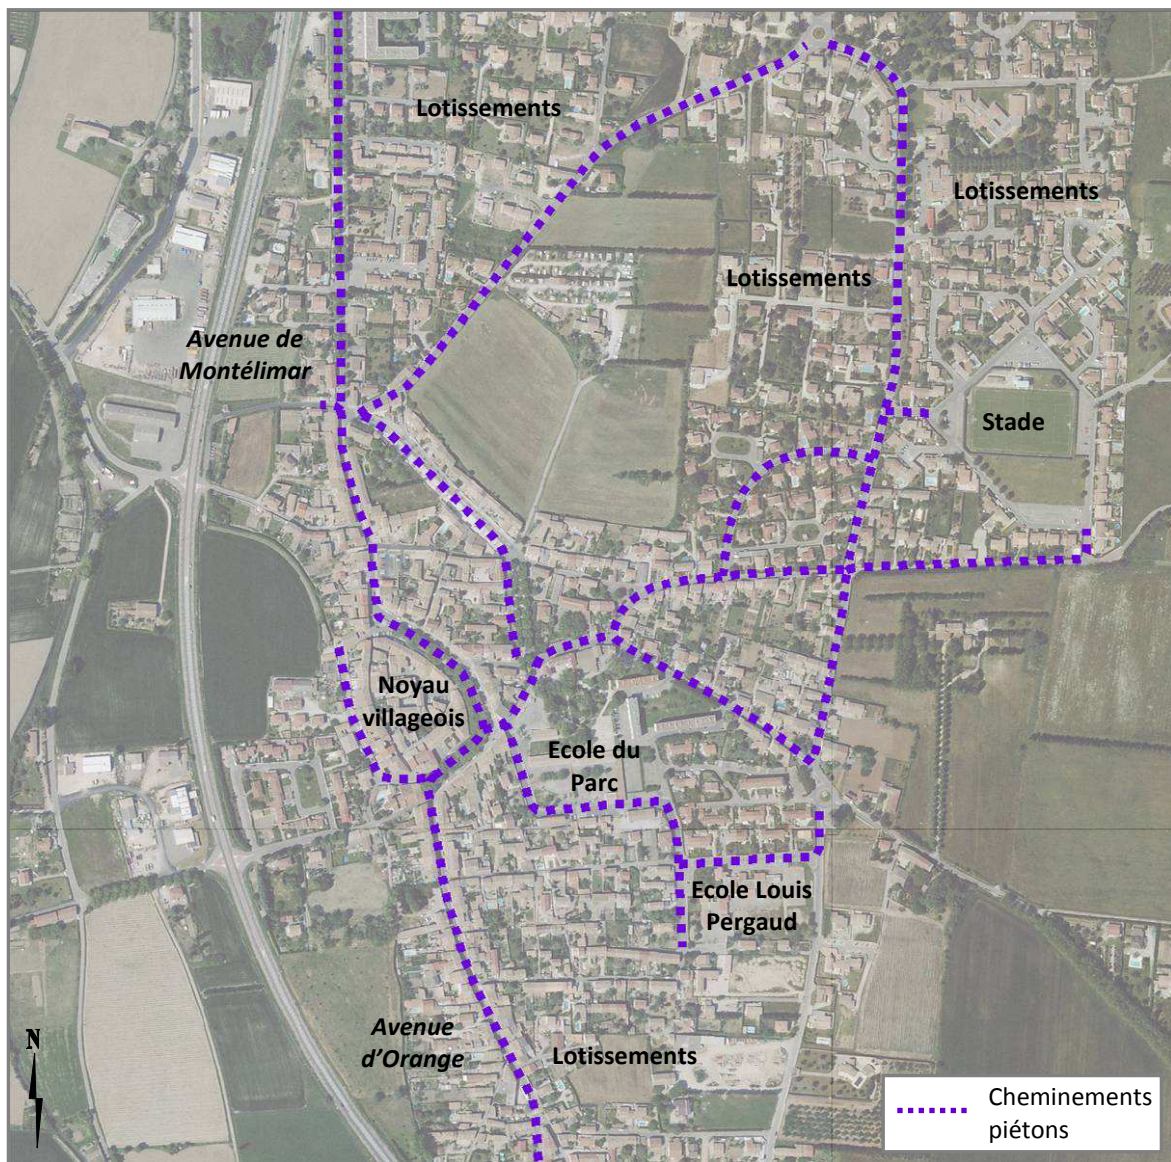 Lotissements
Lotissements
Lotissements
Avenue de
Montélimar
Stade
Noyau
villageois
Ecole du
Parc
Ecole Louis
Pergaud
Avenue
d’Orange
Lotissements
N
Cheminements
piétons